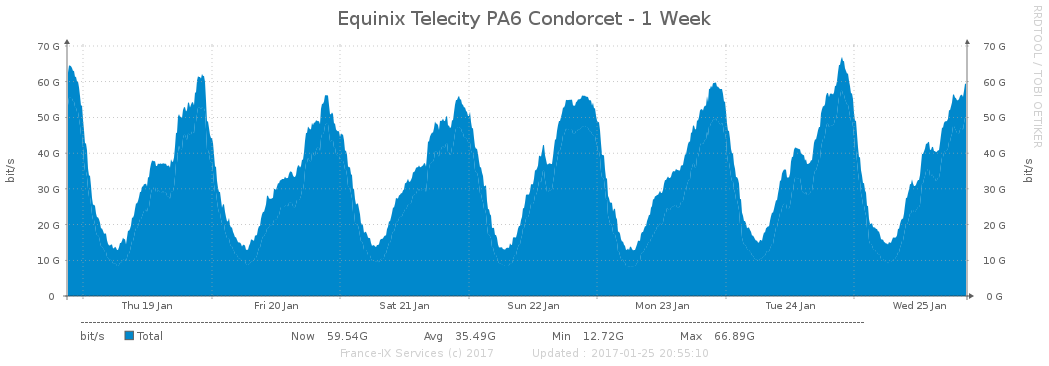 Equinix Telecity PA6 Condorcet - 1 Week
RRDTOOL / TOBI OETIKER
bit/s
70 G
60 G
50 G
40 G
30 G
20 G
10 G
0
70 G
60 G
50 G
40 G
30 G
20 G
10 G
0 G
bit/s
Thu 19 Jan Fri 20 Jan Sat 21 Jan Sun 22 Jan Mon 23 Jan Tue 24 Jan Wed 25 Jan
bit/s Total Now 59.54G Avg 35.49G Min 12.72G Max 66.89G
France-IX Services (c) 2017 Updated : 2017-01-25 20:55:10